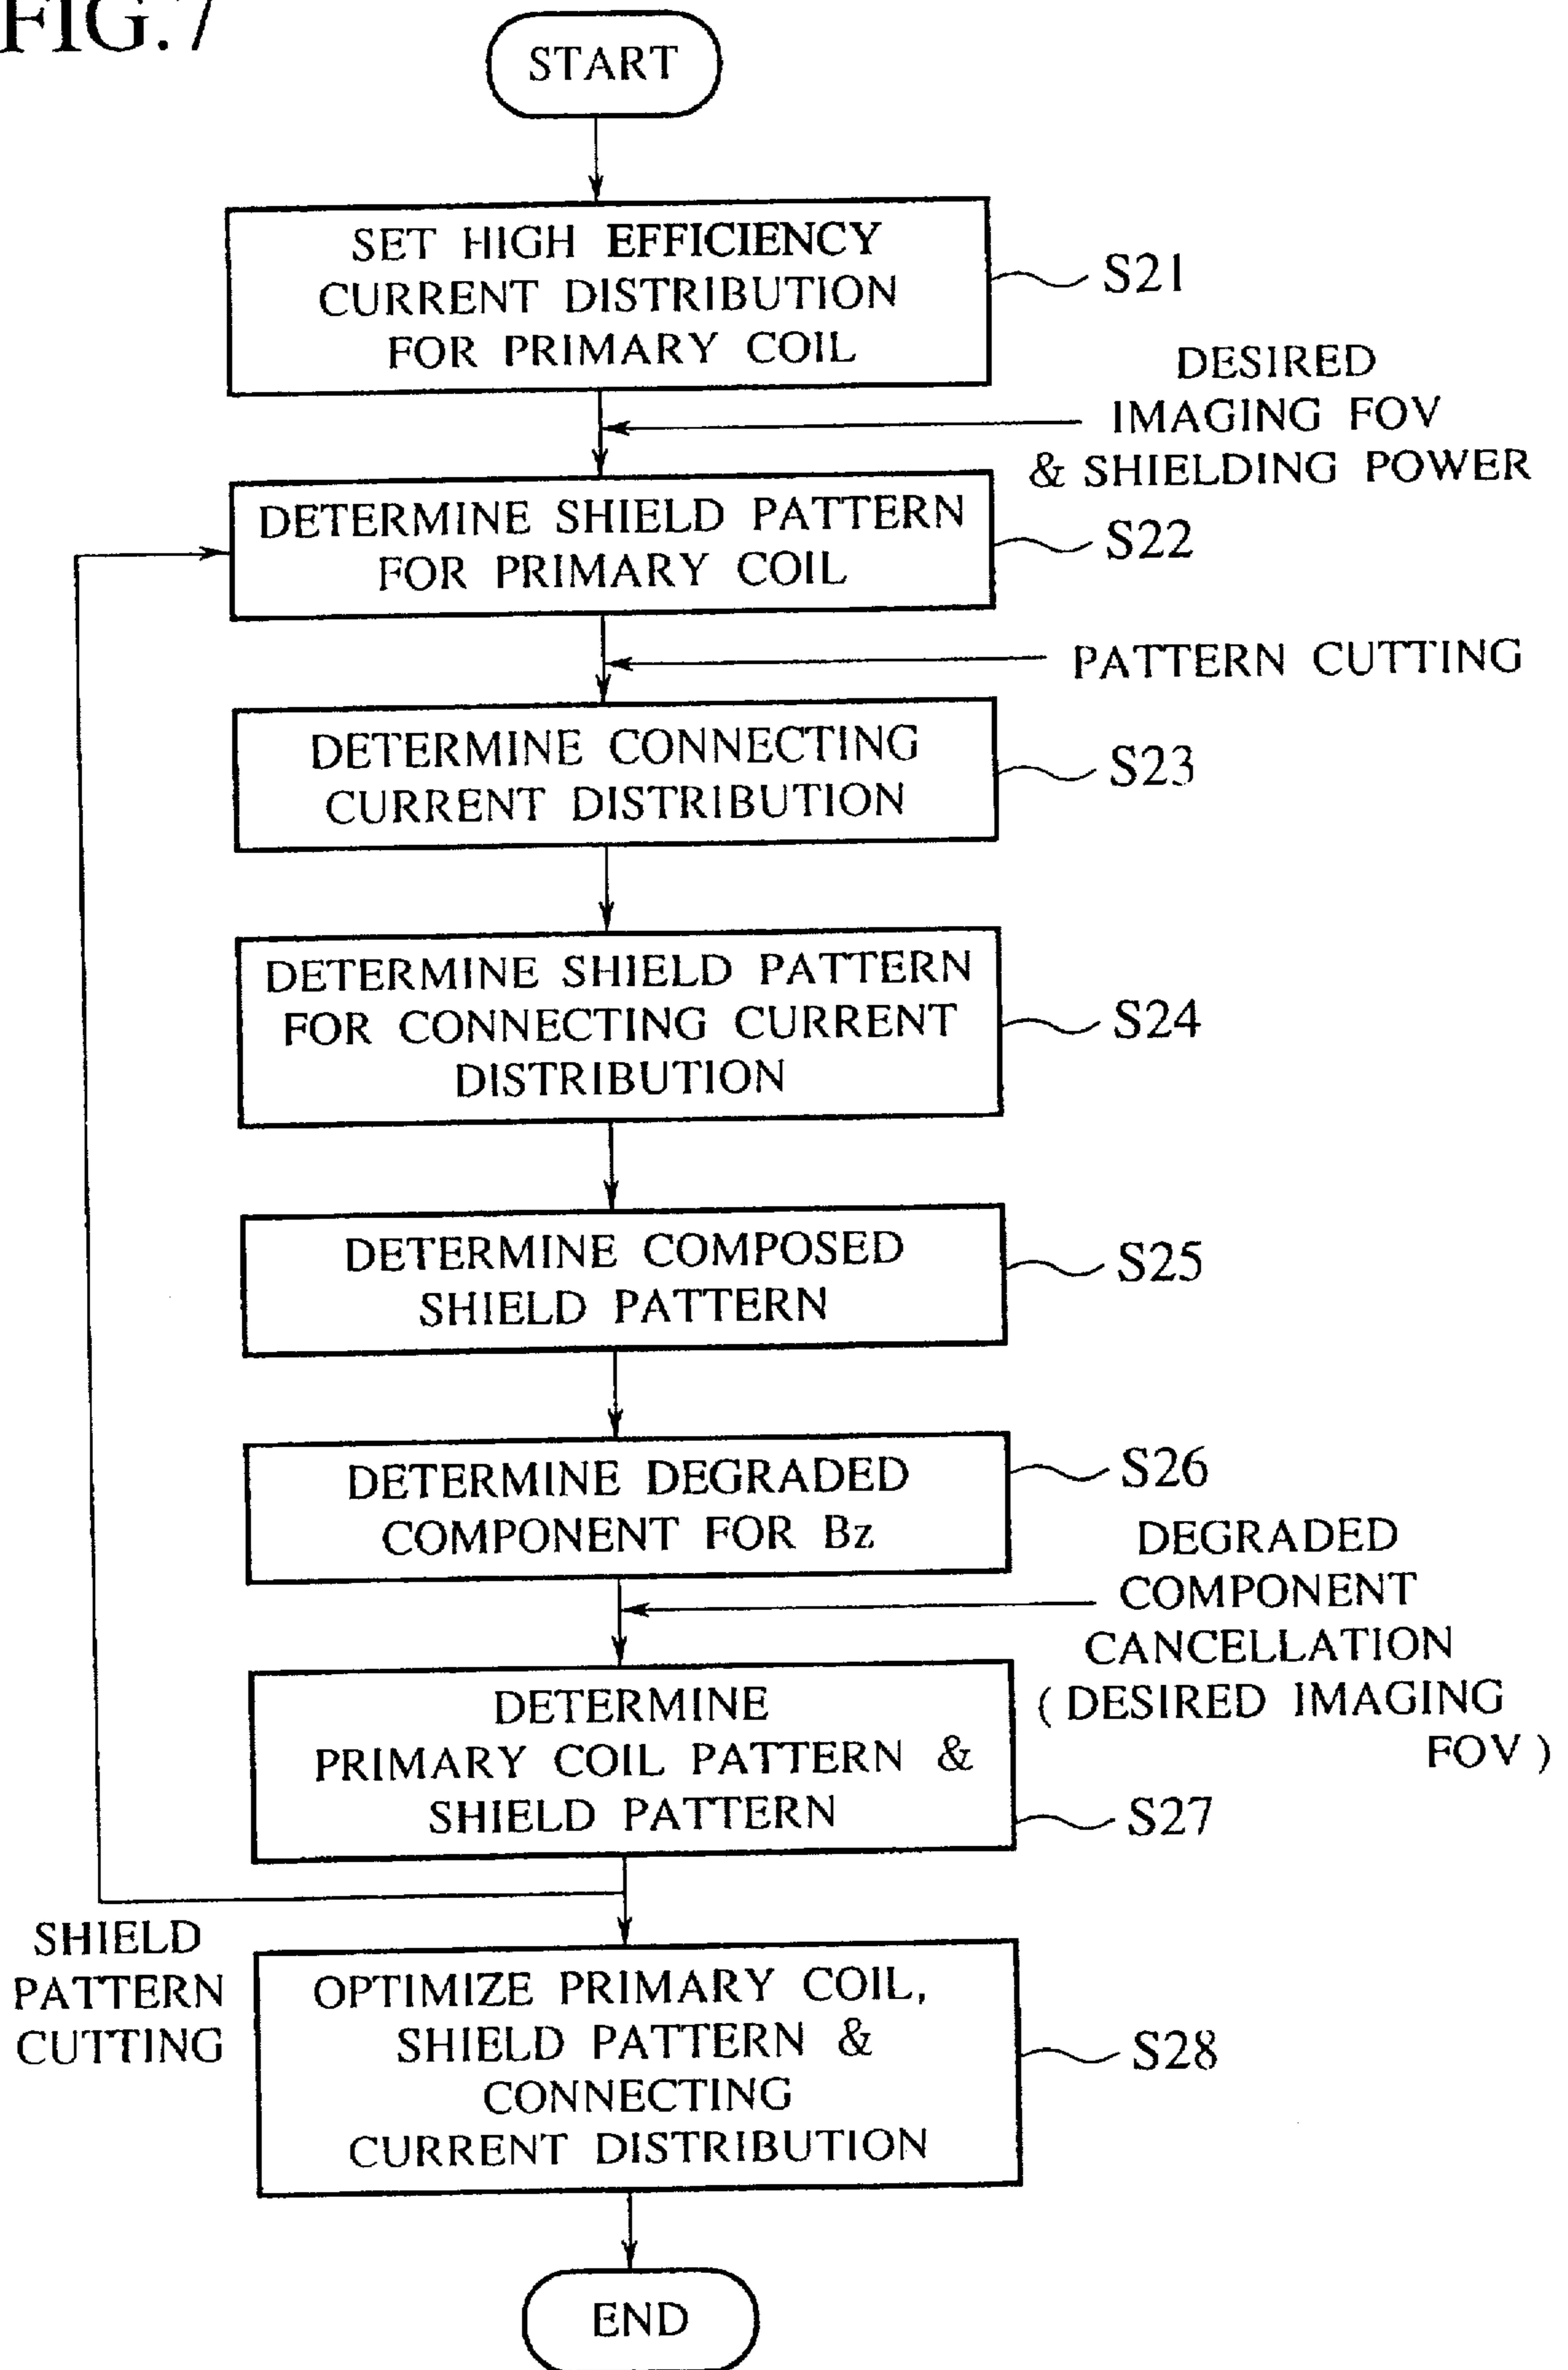 FIG.7
START
SET HIGH EFFICIENCY
CURRENT DISTRIBUTION
FOR PRIMARY COIL
S21
DESIRED
IMAGING FOV
& SHIELDING POWER
DETERMINE SHIELD PATTERN
FOR PRIMARY COIL
S22
PATTERN CUTTING
DETERMINE CONNECTING
CURRENT DISTRIBUTION
S23
DETERMINE SHIELD PATTERN
FOR CONNECTING CURRENT
DISTRIBUTION
S24
DETERMINE COMPOSED
SHIELD PATTERN
S25
DETERMINE DEGRADED
COMPONENT FOR Bz
S26
DEGRADED
COMPONENT
CANCELLATION
( DESIRED IMAGING
FOV )
DETERMINE
PRIMARY COIL PATTERN &
SHIELD PATTERN
S27
SHIELD
PATTERN
CUTTING
OPTIMIZE PRIMARY COIL,
SHIELD PATTERN &
CONNECTING
CURRENT DISTRIBUTION
S28
END